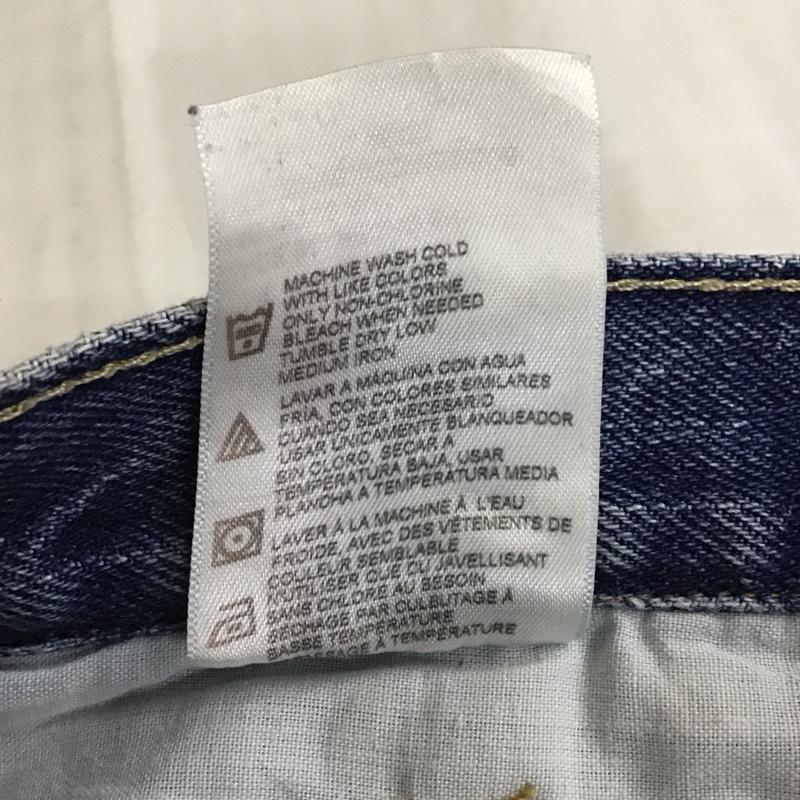 MACHINE WASH COLD
WITH LIKE COLORS
ONLY NON-CHLORINE
BLEACH WHEN NEEDED
TUMBLE DRY LOW
MEDIUM IRON
LAVAR A MAQUINA CON AGUA
FRIA, CON COLORES SIMILARES
CUANDO SEA NECESARIO
USAR UNICAMENTE BLANQUEADOR
SIN CLORO, SECAR A
TEMPERATURA BAJA, USAR
PLANCHA A TEMPERATURA MEDIA
LAVER À LA MACHINE À L'EAU
FROIDE, AVEC DES VÊTEMENTS DE
COULEUR SEMBLABLE
N'UTILISER QUE DU JAVELLISANT
SANS CHLORE AU BESOIN
SÉCHAGE PAR CULBUTAGE À
BASSE TEMPÉRATURE
À TEMPÉRATURE